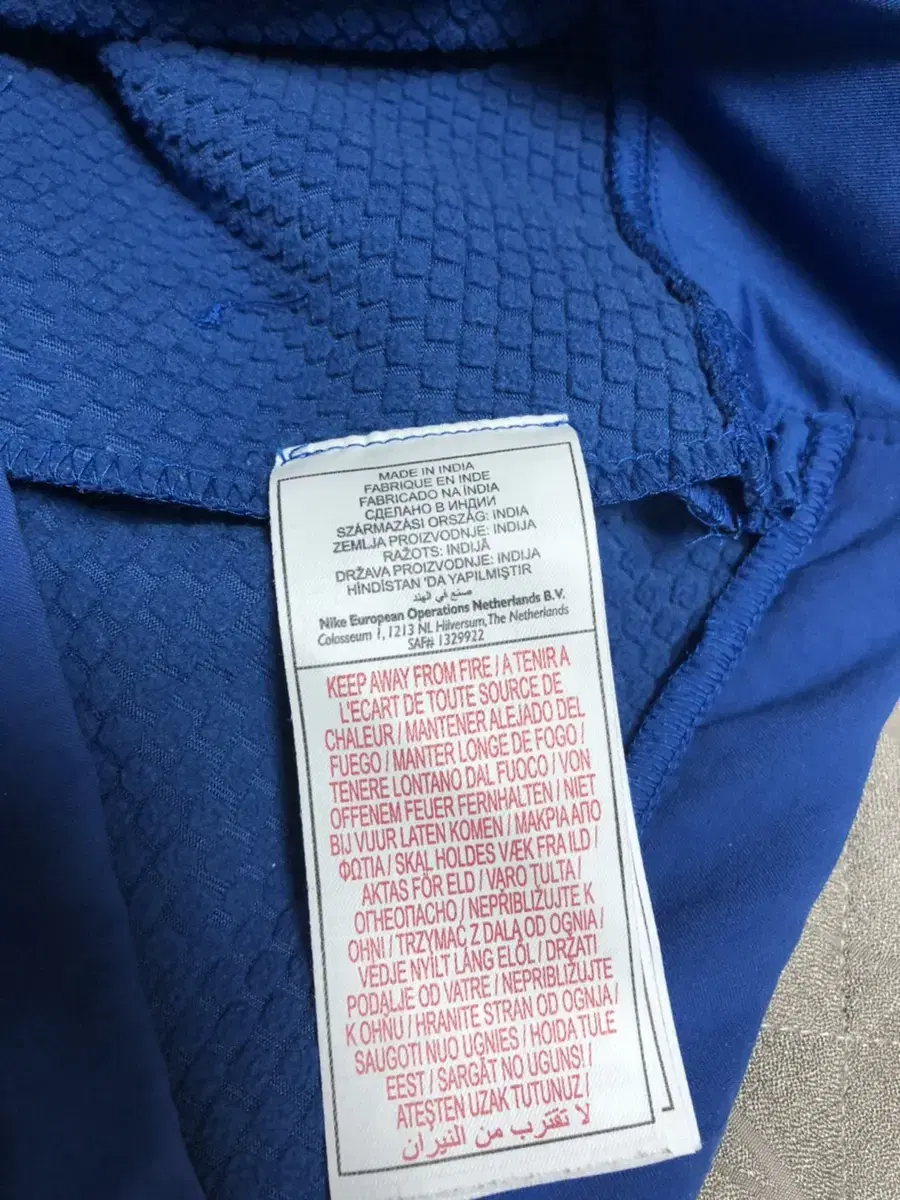 MADE IN INDIA
FABRIQUE EN INDE
FABRICADO NA ÍNDIA
СДЕЛАНО В ИНДИИ
SZÁRMAZÁSI ORSZÁG: INDIA
ZEMLJA PROIZVODNJE: INDIJA
RAŽOTS: INDIJĀ
DRŽAVA PROIZVODNJE: INDIJA
HİNDİSTAN 'DA YAPILMIŞTIR
صنع في الهند
Nike European Operations Netherlands B.V.
Colosseum 1, 1213 NL Hilversum, The Netherlands
SAF# 1329922
KEEP AWAY FROM FIRE / A TENIR A
L'ECART DE TOUTE SOURCE DE
CHALEUR / MANTENER ALEJADO DEL
FUEGO / MANTER LONGE DE FOGO /
TENERE LONTANO DAL FUOCO / VON
OFFENEM FEUER FERNHALTEN / NIET
BIJ VUUR LATEN KOMEN / ΜΑΚΡΙΑ ΑΠΟ
ΦΩΤΙΑ / SKAL HOLDES VÆK FRA ILD /
AKTAS FÖR ELD / VARO TULTA /
ОГНЕОПАСНО / NEPŘIBLIŽUJTE K
OHNI / TRZYMAĆ Z DALA OD OGNIA /
VÉDJE NYÍLT LÁNG ELŐL / DRŽATI
PODALJE OD VATRE / NEPRIBLIŽUJTE
K OHŇU / HRANITE STRAN OD OGNJA /
SAUGOTI NUO UGNIES / HOIDA TULE
EEST / SARGĀT NO UGUNS! /
ATEŞTEN UZAK TUTUNUZ /
لا تقترب من النيران